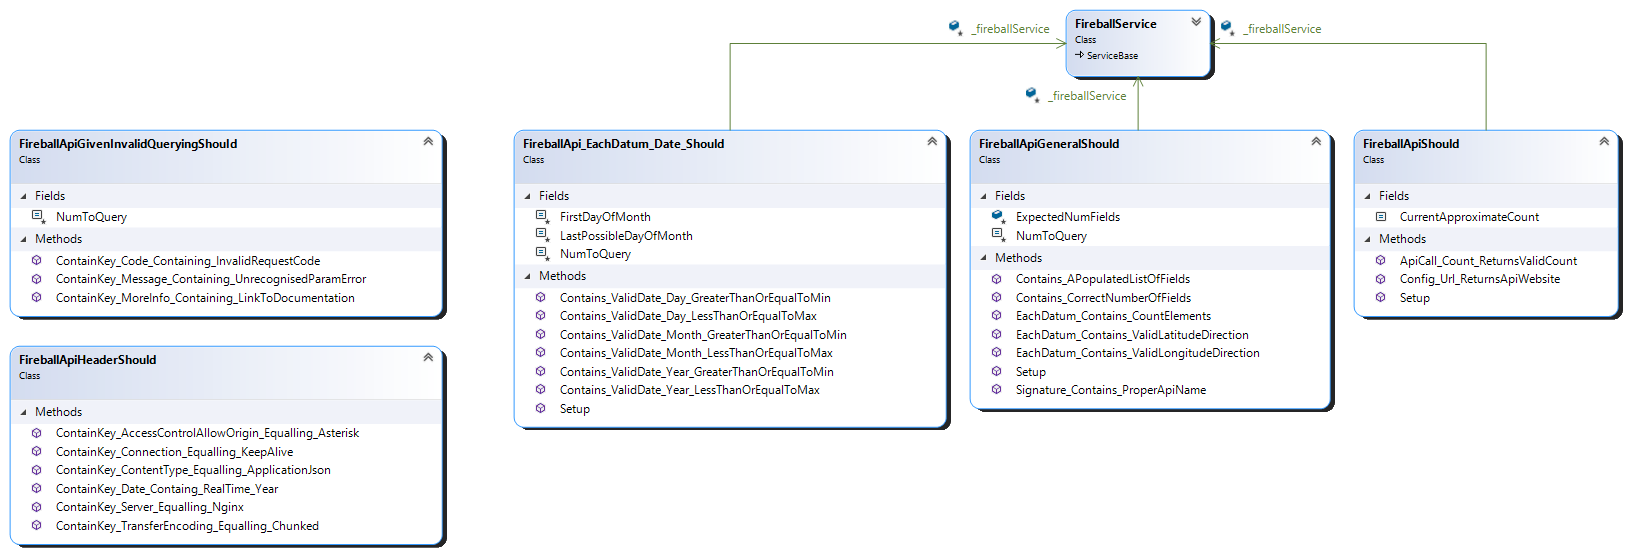 _fireballService
FireballService
Class
ServiceBase
_fireballService
_fireballService
FireballApiGivenInvalidQueryingShould
Class
Fields
NumToQuery
Methods
ContainKey_Code_Containing_InvalidRequestCode
ContainKey_Message_Containing_UnrecognisedParamError
ContainKey_MoreInfo_Containing_LinkToDocumentation
FireballApiHeaderShould
Class
Methods
ContainKey_AccessControlAllowOrigin_Equalling_Asterisk
ContainKey_Connection_Equalling_KeepAlive
ContainKey_ContentType_Equalling_ApplicationJson
ContainKey_Date_Containg_RealTime_Year
ContainKey_Server_Equalling_Nginx
ContainKey_TransferEncoding_Equalling_Chunked
FireballApi_EachDatum_Date_Should
Class
Fields
FirstDayOfMonth
LastPossibleDayOfMonth
NumToQuery
Methods
Contains_ValidDate_Day_GreaterThanOrEqualToMin
Contains_ValidDate_Day_LessThanOrEqualToMax
Contains_ValidDate_Month_GreaterThanOrEqualToMin
Contains_ValidDate_Month_LessThanOrEqualToMax
Contains_ValidDate_Year_GreaterThanOrEqualToMin
Contains_ValidDate_Year_LessThanOrEqualToMax
Setup
FireballApiGeneralShould
Class
Fields
ExpectedNumFields
NumToQuery
Methods
Contains_APopulatedListOfFields
Contains_CorrectNumberOfFields
EachDatum_Contains_CountElements
EachDatum_Contains_ValidLatitudeDirection
EachDatum_Contains_ValidLongitudeDirection
Setup
Signature_Contains_ProperApiName
FireballApiShould
Class
Fields
CurrentApproximateCount
Methods
ApiCall_Count_ReturnsValidCount
Config_Url_ReturnsApiWebsite
Setup